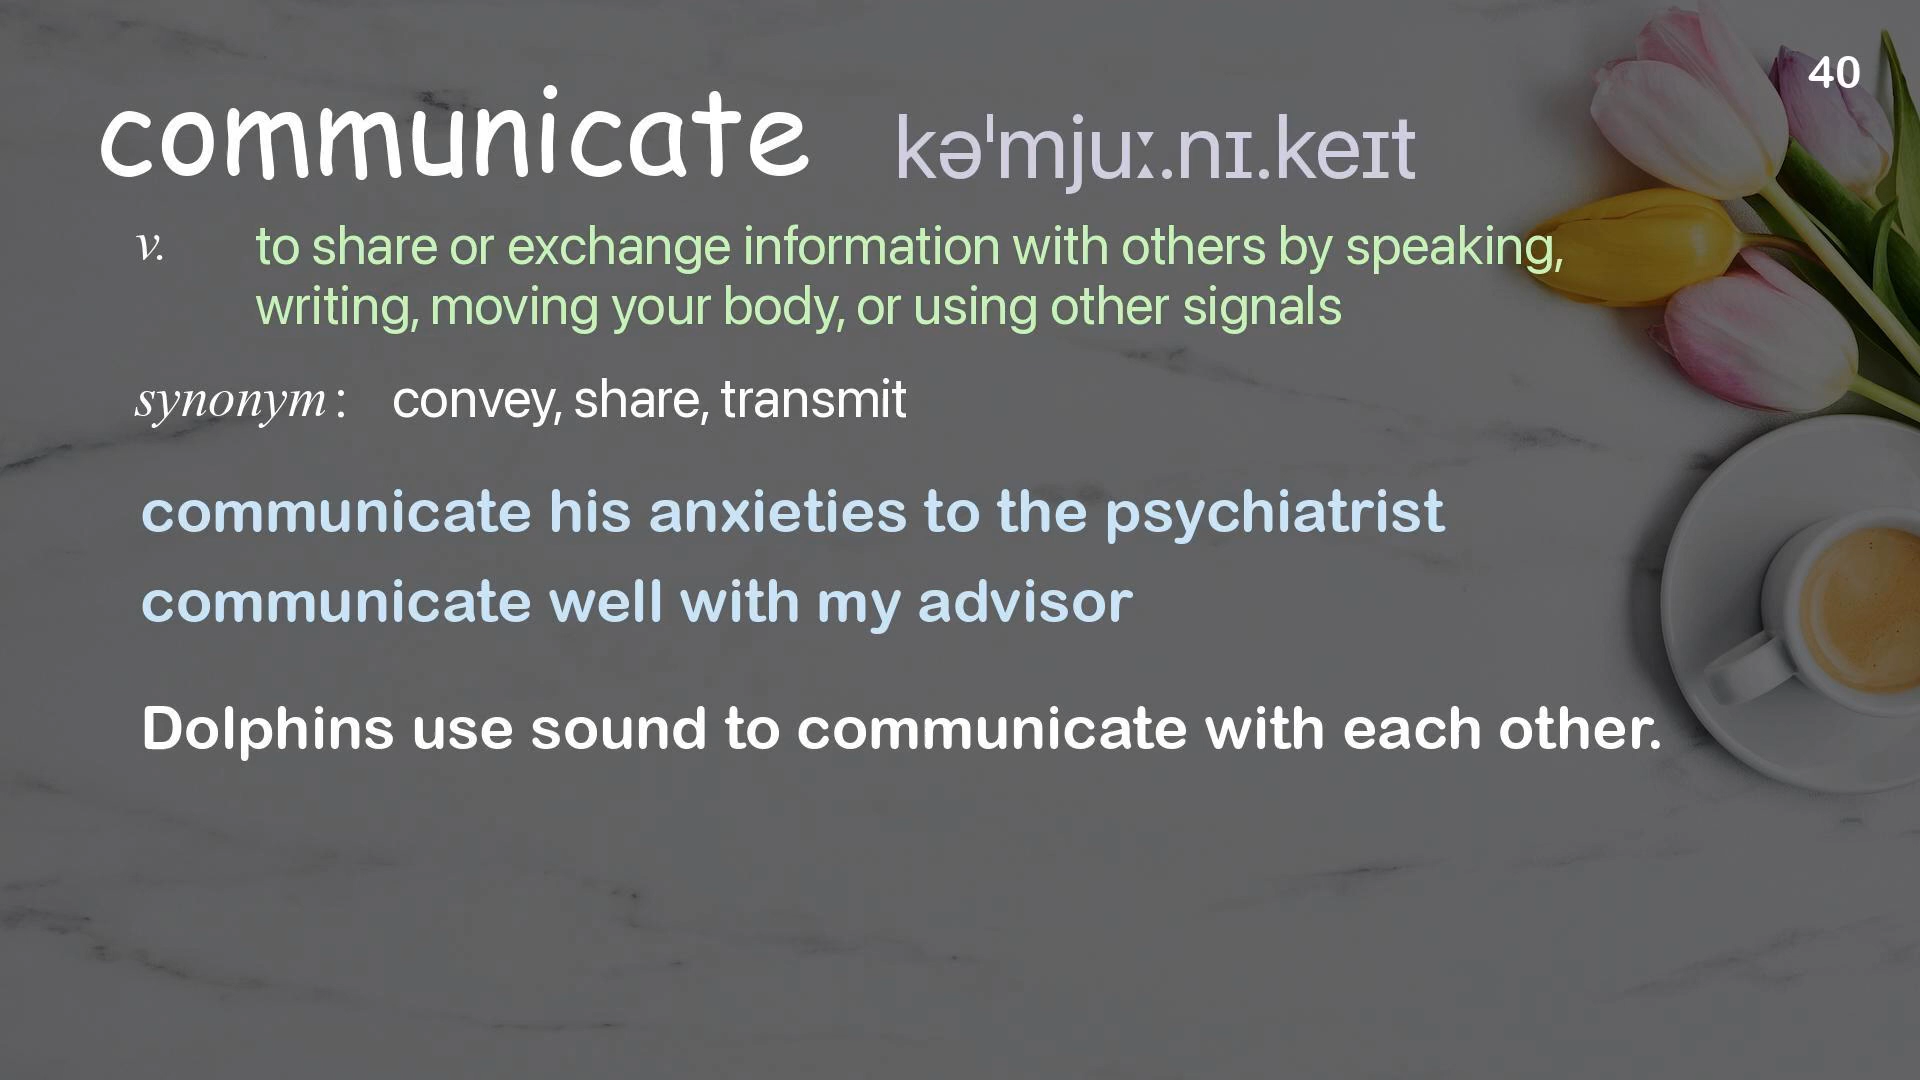 40
communicate kəˈmjuː.nɪ.keɪt
v. to share or exchange information with others by speaking,
writing, moving your body, or using other signals
synonym : convey, share, transmit
communicate his anxieties to the psychiatrist
communicate well with my advisor
Dolphins use sound to communicate with each other.